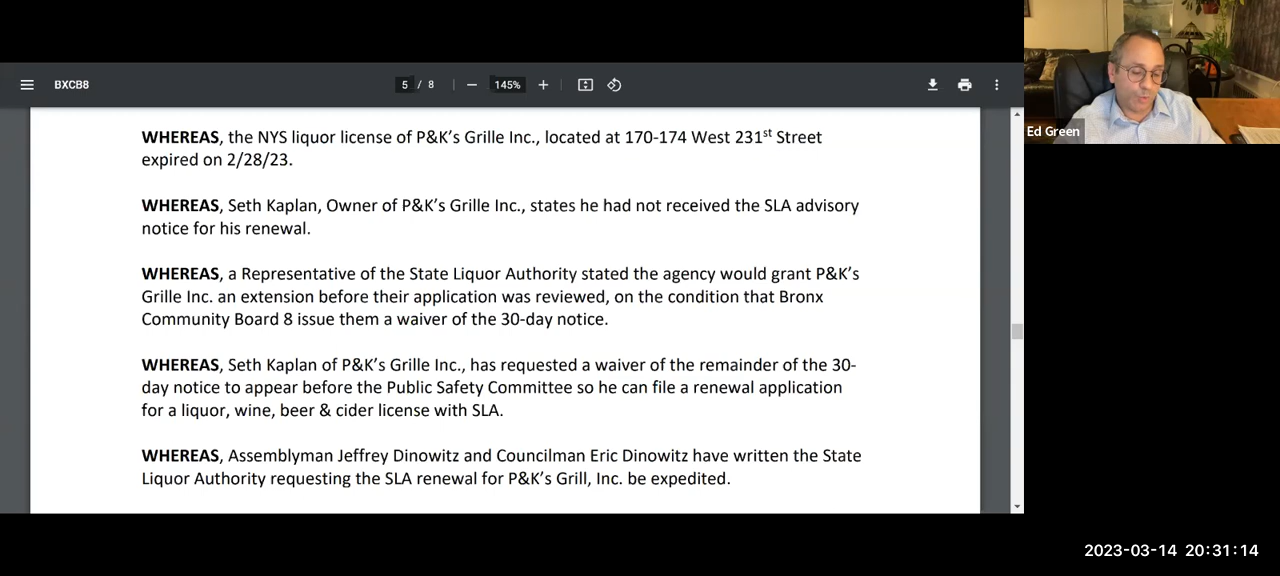 BXCB8 5 / 8 145%
WHEREAS, the NYS liquor license of P&K's Grille Inc., located at 170-174 West 231st Street
expired on 2/28/23.
WHEREAS, Seth Kaplan, Owner of P&K's Grille Inc., states he had not received the SLA advisory
notice for his renewal.
WHEREAS, a Representative of the State Liquor Authority stated the agency would grant P&K's
Grille Inc. an extension before their application was reviewed, on the condition that Bronx
Community Board 8 issue them a waiver of the 30-day notice.
WHEREAS, Seth Kaplan of P&K's Grille Inc., has requested a waiver of the remainder of the 30-
day notice to appear before the Public Safety Committee so he can file a renewal application
for a liquor, wine, beer & cider license with SLA.
WHEREAS, Assemblyman Jeffrey Dinowitz and Councilman Eric Dinowitz have written the State
Liquor Authority requesting the SLA renewal for P&K's Grill, Inc. be expedited.
Ed Green
2023-03-14 20:31:14